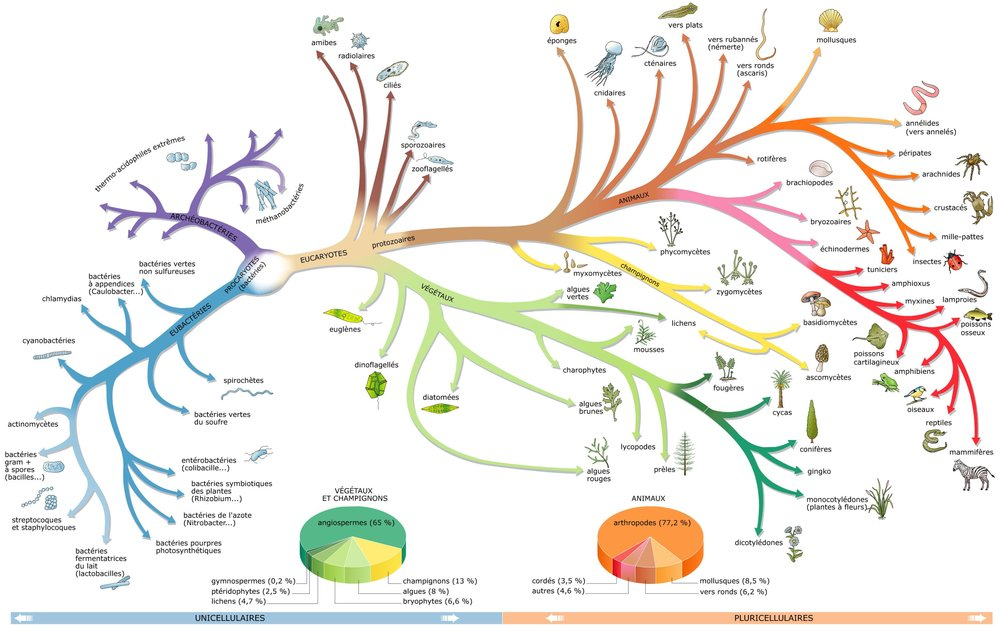 amibes
radiolaires
ciliés
sporozoaires
zooflagellés
éponges
cnidaires
cténaires
vers plats
vers rubannés
(némerte)
vers ronds
(ascaris)
mollusques
annélides
(vers annelés)
péripates
arachnides
crustacés
mille-pattes
insectes
rotifères
brachiopodes
bryozoaires
échinodermes
tuniciers
amphioxus
myxines
lamproies
poissons
osseux
poissons
cartilagineux
amphibiens
oiseaux
reptiles
mammifères
thermo-acidophiles extrêmes
méthanobactéries
ARCHÉOBACTÉRIES
PROCARYOTES
(bactéries)
EUCARYOTES
protozoaires
ANIMAUX
champignons
VÉGÉTAUX
EUBACTÉRIES
bactéries vertes
non sulfureuses
bactéries
à appendices
(Caulobacter...)
chlamydias
cyanobactéries
actinomycètes
bactéries
gram +
à spores
(bacilles...)
streptocoques
et staphylocoques
bactéries
fermentatrices
du lait
(lactobacilles)
spirochètes
bactéries vertes
du soufre
entérobactéries
(colibacille...)
bactéries symbiotiques
des plantes
(Rhizobium...)
bactéries de l'azote
(Nitrobacter...)
bactéries pourpres
photosynthétiques
phycomycètes
myxomycètes
zygomycètes
basidiomycètes
ascomycètes
lichens
algues
vertes
mousses
euglènes
dinoflagellés
diatomées
charophytes
algues
brunes
algues
rouges
lycopodes
prèles
fougères
cycas
conifères
gingko
monocotylédones
(plantes à fleurs)
dicotylédones
VÉGÉTAUX
ET CHAMPIGNONS
angiospermes (65 %)
gymnospermes (0,2 %)
ptéridophytes (2,5 %)
lichens (4,7 %)
champignons (13 %)
algues (8 %)
bryophytes (6,6 %)
ANIMAUX
arthropodes (77,2 %)
cordés (3,5 %)
autres (4,6 %)
mollusques (8,5 %)
vers ronds (6,2 %)
UNICELLULAIRES
PLURICELLULAIRES